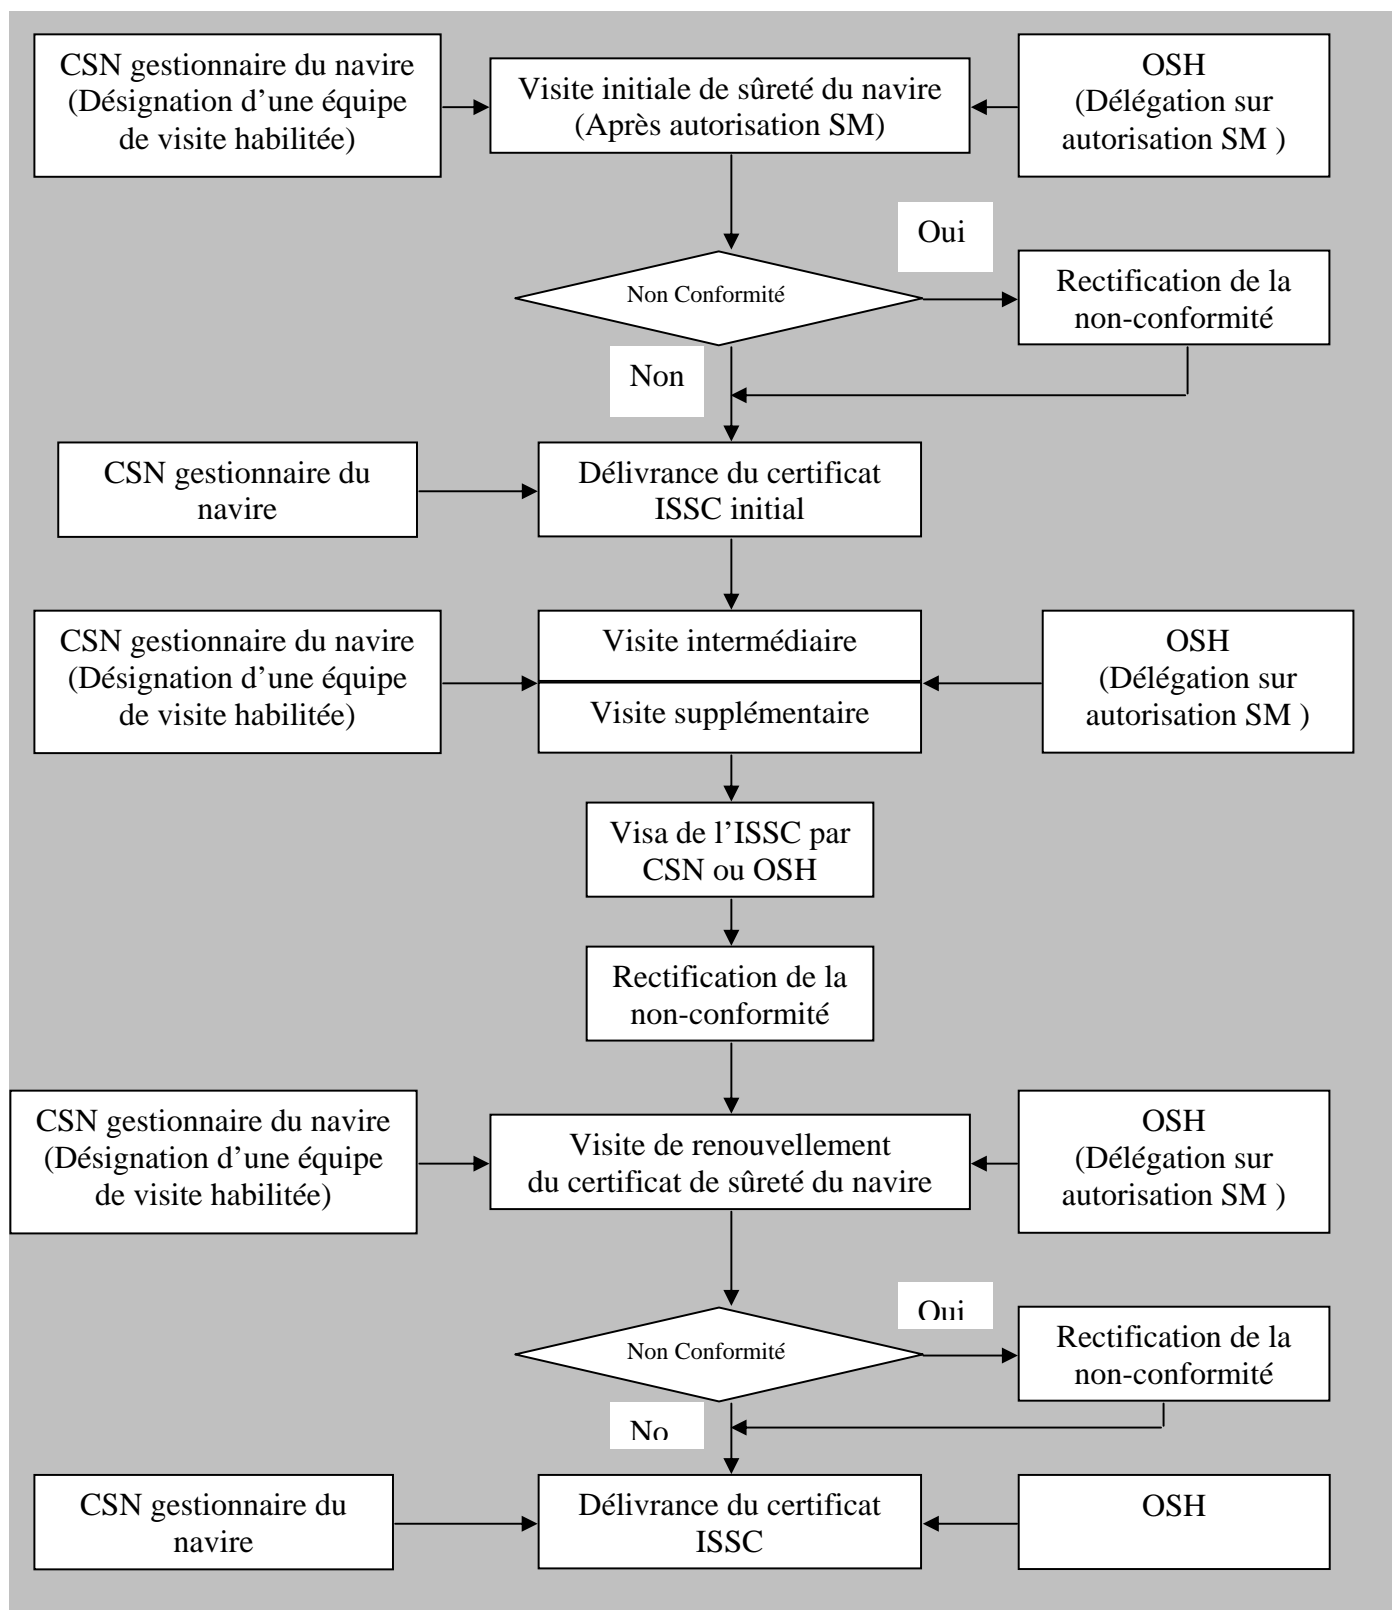 CSN gestionnaire du navire
(Désignation d’une équipe
de visite habilitée)
Visite initiale de sûreté du navire
(Après autorisation SM)
OSH
(Délégation sur
autorisation SM )
Oui
Non Conformité
Rectification de la
non-conformité
Non
CSN gestionnaire du
navire
Délivrance du certificat
ISSC initial
CSN gestionnaire du navire
(Désignation d’une équipe
de visite habilitée)
Visite intermédiaire
Visite supplémentaire
OSH
(Délégation sur
autorisation SM )
Visa de l’ISSC par
CSN ou OSH
Rectification de la
non-conformité
CSN gestionnaire du navire
(Désignation d’une équipe
de visite habilitée)
Visite de renouvellement
du certificat de sûreté du navire
OSH
(Délégation sur
autorisation SM )
Oui
Non Conformité
Rectification de la
non-conformité
No
CSN gestionnaire du
navire
Délivrance du certificat
ISSC
OSH